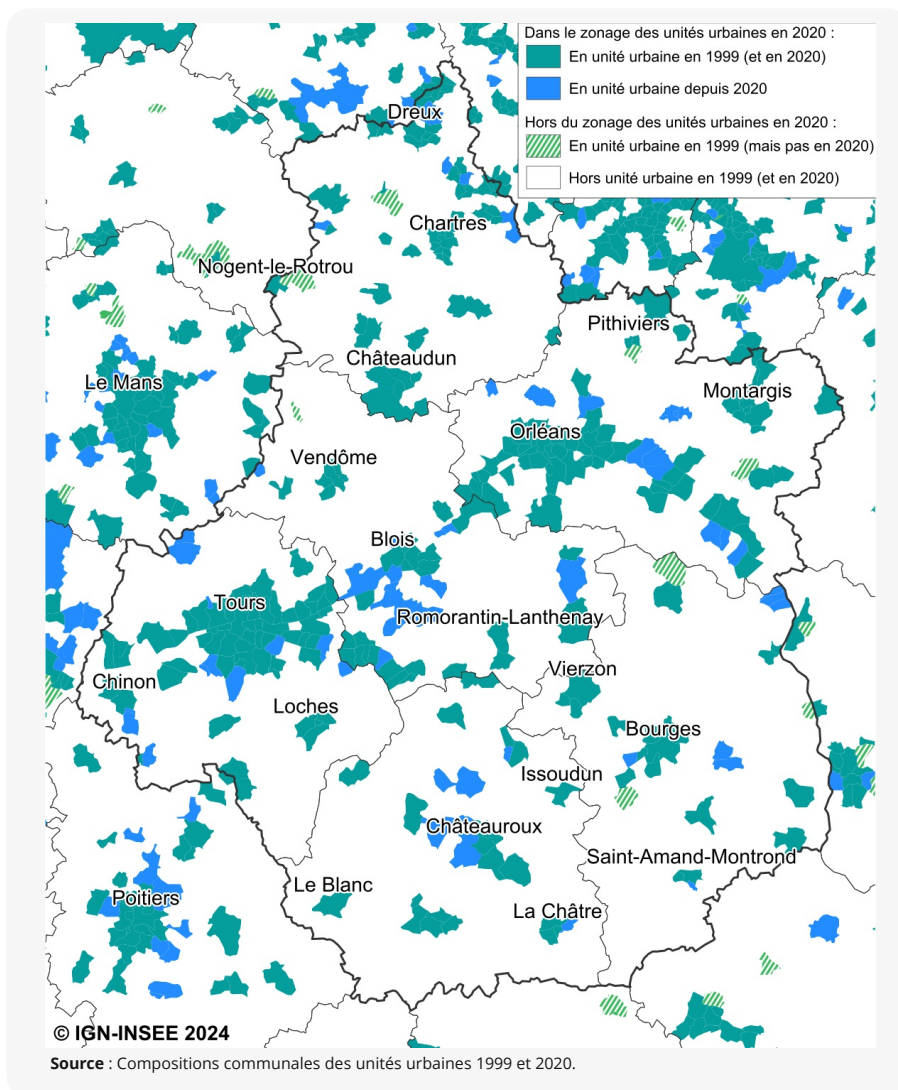 Dans le zonage des unités urbaines en 2020 :
En unité urbaine en 1999 (et en 2020)
En unité urbaine depuis 2020
Hors du zonage des unités urbaines en 2020 :
En unité urbaine en 1999 (mais pas en 2020)
Hors unité urbaine en 1999 (et en 2020)
Dreux
Chartres
Nogent-le-Rotrou
Pithiviers
Châteaudun
Le Mans
Montargis
Orléans
Vendôme
Blois
Tours
Romorantin-Lanthenay
Vierzon
Chinon
Loches
Bourges
Issoudun
Châteauroux
Saint-Amand-Montrond
Le Blanc
Poitiers
La Châtre
© IGN-INSEE 2024
Source : Compositions communales des unités urbaines 1999 et 2020.